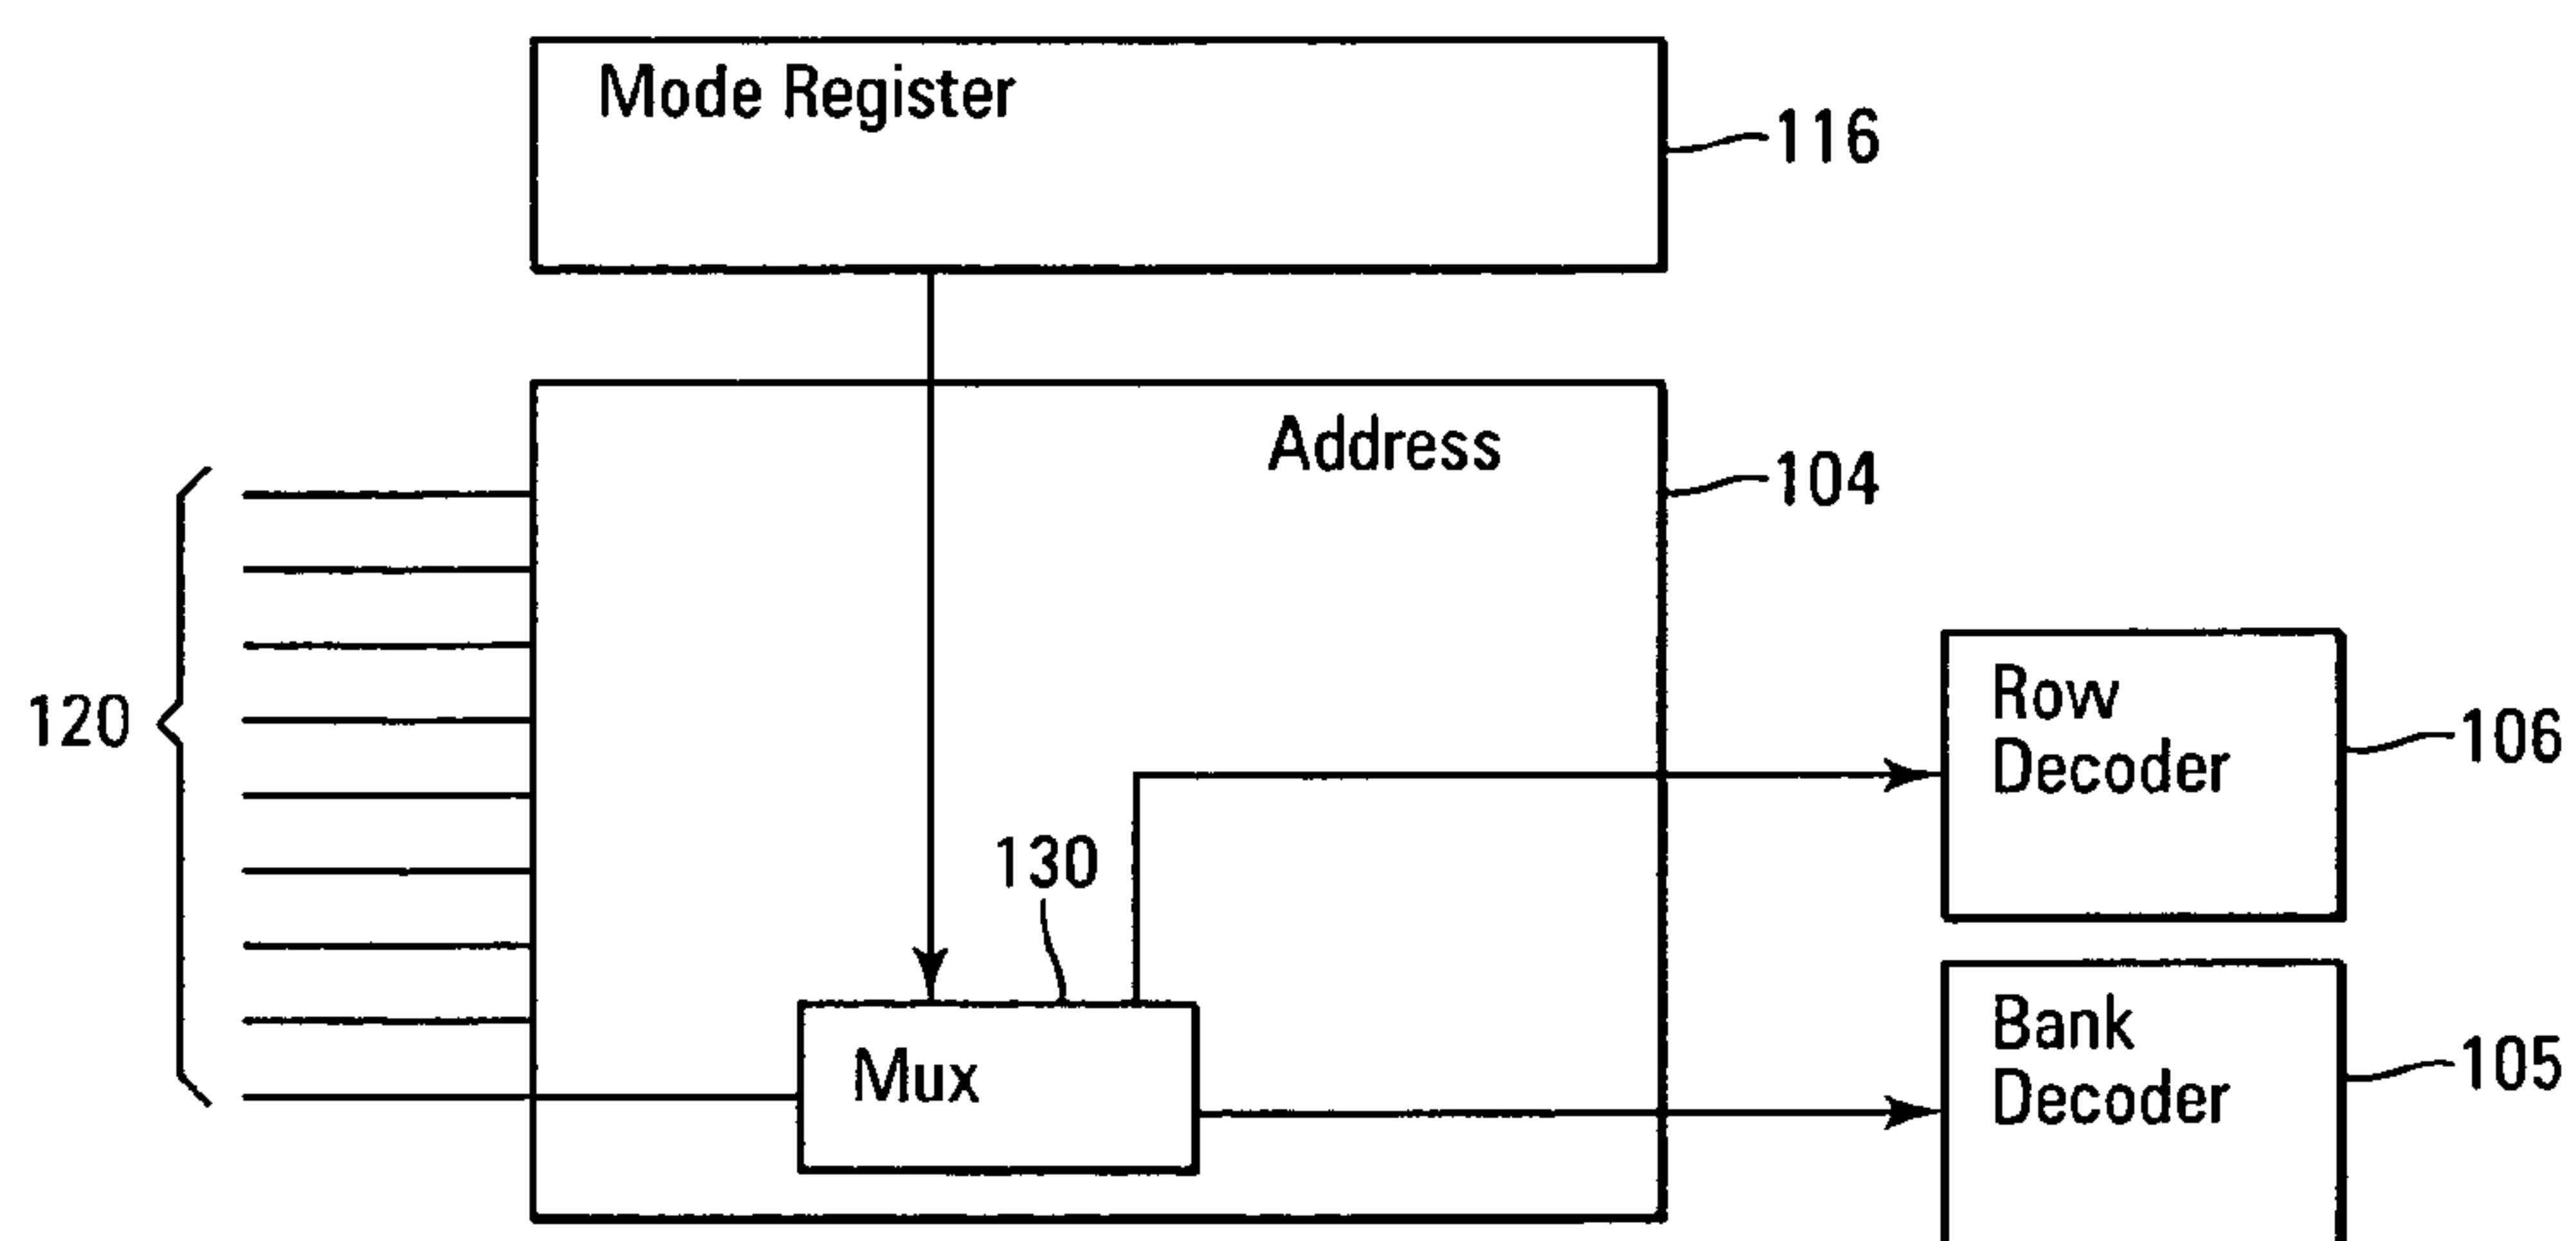 Mode Register
116
Address
104
120
Row
Decoder
106
130
Mux
Bank
Decoder
105